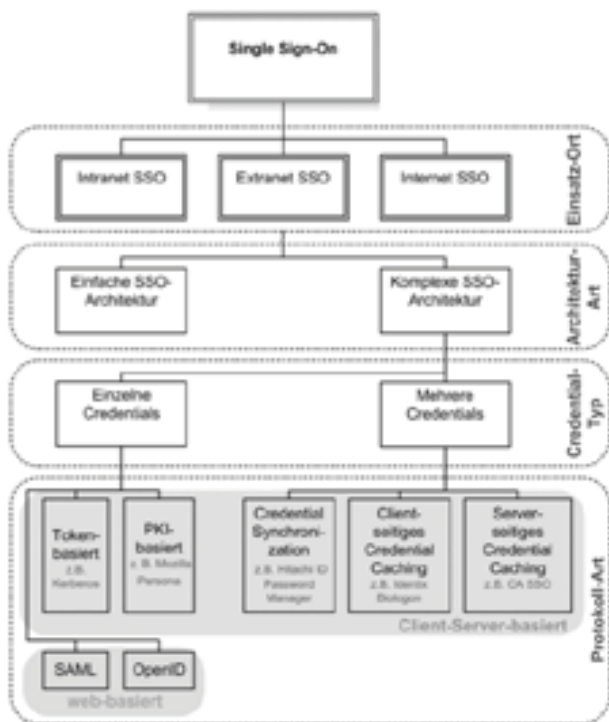 Single Sign-On
Einsatz-Ort
Intranet SSO
Extranet SSO
Internet SSO
Architektur-
Art
Einfache SSO-
Architektur
Komplexe SSO-
Architektur
Credential-
Typ
Einzelne
Credentials
Mehrere
Credentials
Protokoll-Art
Token-
basiert
z.B.
Kerberos
PKI-
basiert
z. B. Mozilla
Persona
Credential
Synchroni-
zation
z.B. Hitachi ID
Password
Manager
Client-
seitiges
Credential
Caching
z.B. Identix
Biologon
Server-
seitiges
Credential
Caching
z.B. CA SSO
Client-Server-basiert
SAML
OpenID
web-basiert